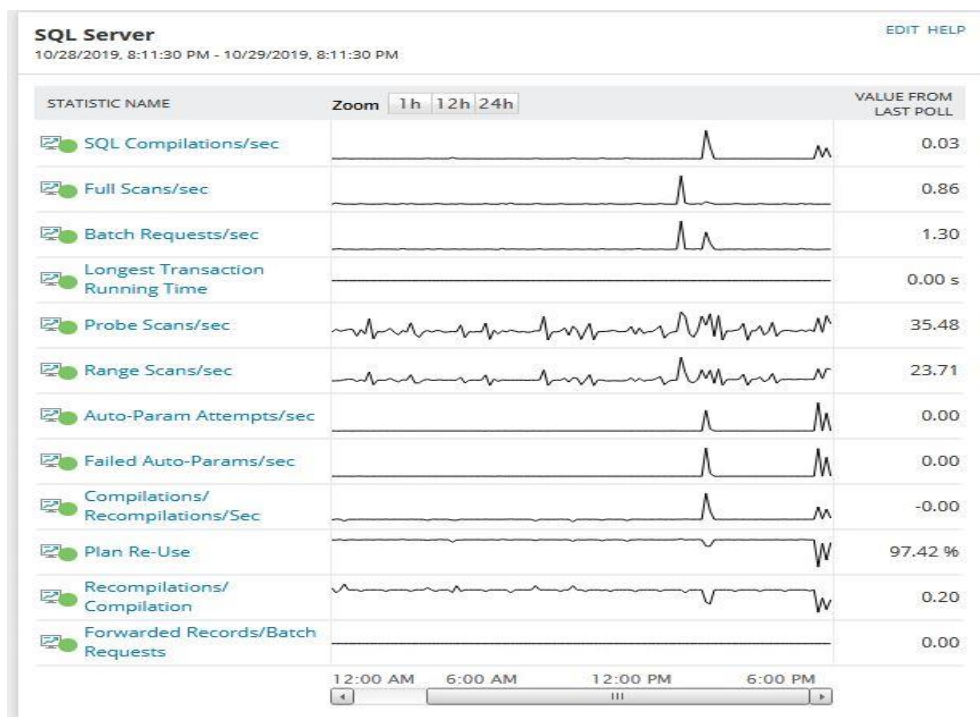 SQL Server
EDIT HELP
10/28/2019, 8:11:30 PM - 10/29/2019, 8:11:30 PM
STATISTIC NAME
Zoom 1h 12h 24h
VALUE FROM
LAST POLL
SQL Compilations/sec
0.03
Full Scans/sec
0.86
Batch Requests/sec
1.30
Longest Transaction
Running Time
0.00 s
Probe Scans/sec
35.48
Range Scans/sec
23.71
Auto-Param Attempts/sec
0.00
Failed Auto-Params/sec
0.00
Compilations/
Recompilations/Sec
-0.00
Plan Re-Use
97.42 %
Recompilations/
Compilation
0.20
Forwarded Records/Batch
Requests
0.00
12:00 AM 6:00 AM 12:00 PM 6:00 PM